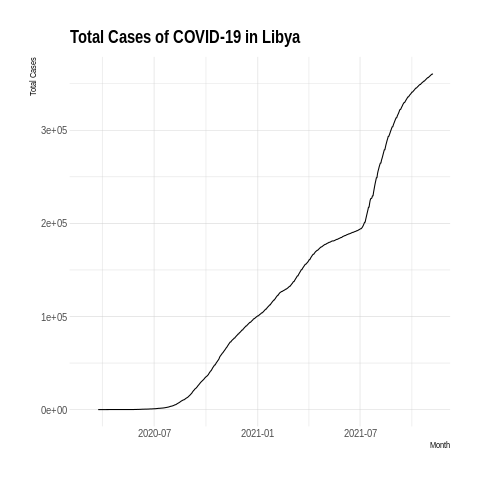 Total Cases of COVID-19 in Libya
Total Cases
3e+05
2e+05
1e+05
0e+00
2020-07 2021-01 2021-07
Month